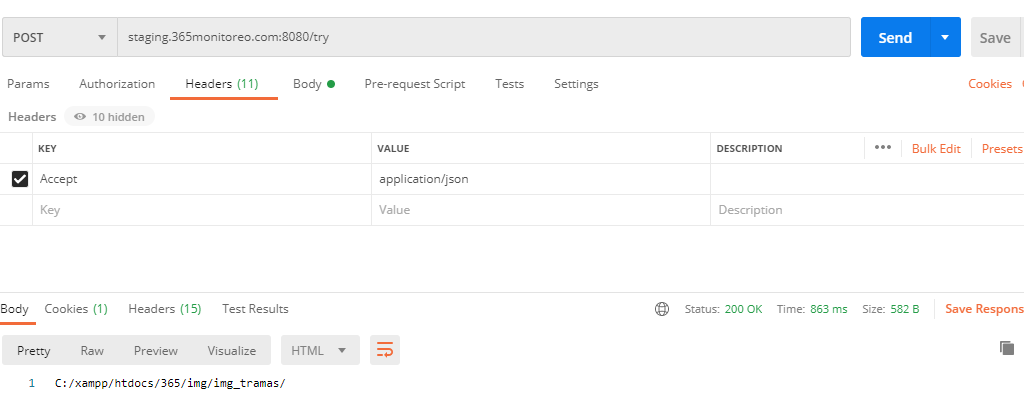 POST staging.365monitoreo.com:8080/try Send Save
Params Authorization Headers (11) Body Pre-request Script Tests Settings Cookies
Headers 10 hidden
KEY VALUE DESCRIPTION ••• Bulk Edit Presets
Accept application/json
Key Value Description
Body Cookies (1) Headers (15) Test Results Status: 200 OK Time: 863 ms Size: 582 B Save Respons
Pretty Raw Preview Visualize HTML
1 C:/xampp/htdocs/365/img/img_tramas/